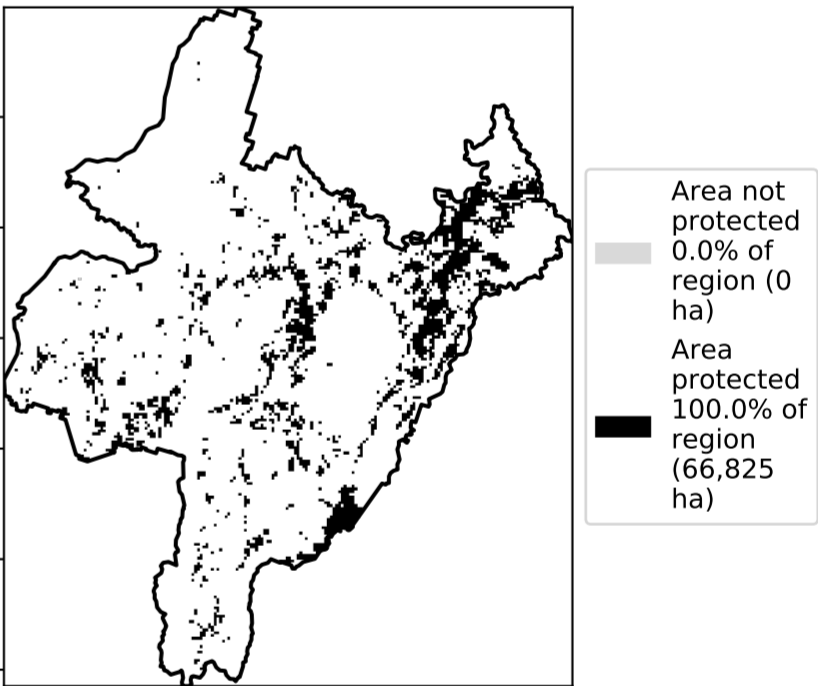 Area not
protected
0.0% of
region (0
ha)
Area
protected
100.0% of
region
(66,825
ha)